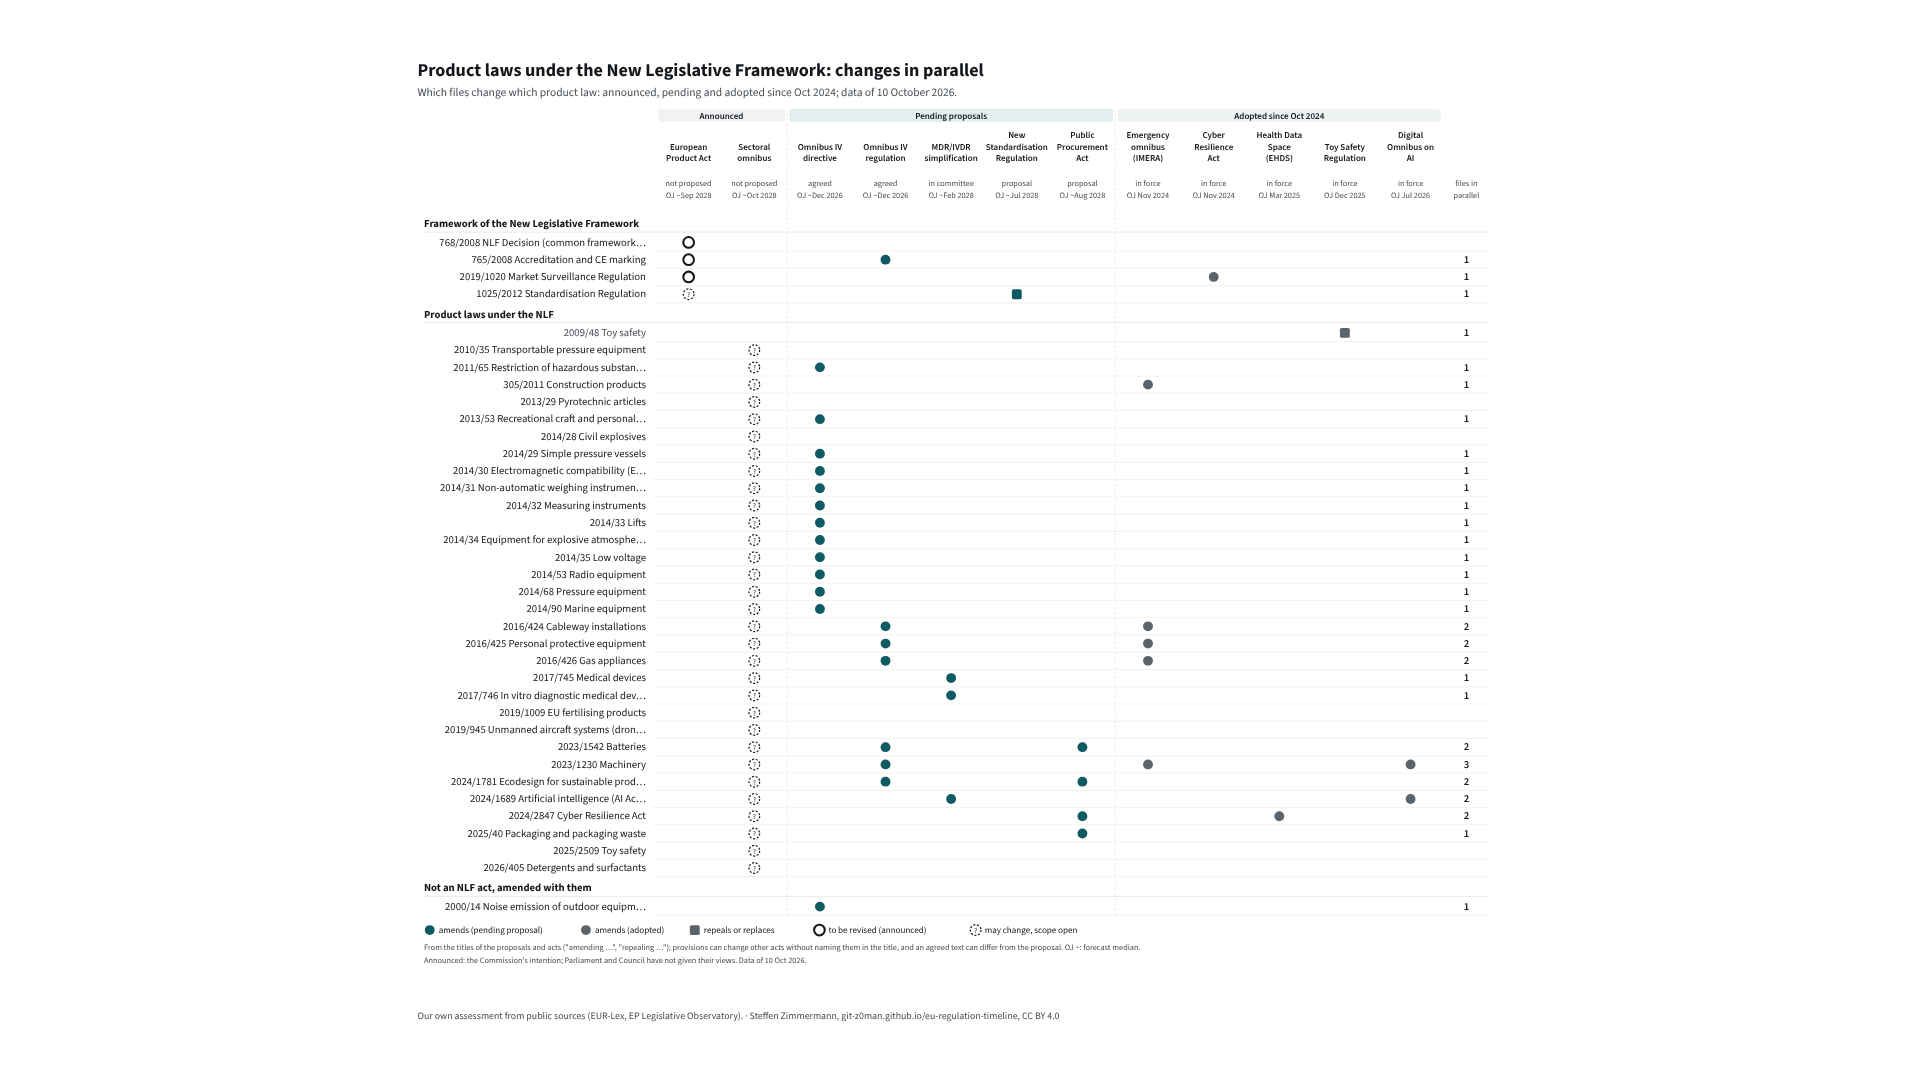 Product laws under the New Legislative Framework: changes in parallel
Which files change which product law: announced, pending and adopted since Oct 2024; data of 10 October 2026.
Announced Pending proposals Adopted since Oct 2024
European Product Act Sectoral omnibus Omnibus IV directive Omnibus IV regulation MDR/IVDR simplification New Standardisation Regulation Public Procurement Act Emergency omnibus (IMERA) Cyber Resilience Act Health Data Space (EHDS) Toy Safety Regulation Digital Omnibus on AI
not proposed not proposed agreed agreed in committee proposal proposal in force in force in force in force in force files in
OJ ~Sep 2028 OJ ~Oct 2028 OJ ~Dec 2026 OJ ~Dec 2026 OJ ~Feb 2028 OJ ~Jul 2028 OJ ~Aug 2028 OJ Nov 2024 OJ Nov 2024 OJ Mar 2025 OJ Dec 2025 OJ Jul 2026 parallel
Framework of the New Legislative Framework
768/2008 NLF Decision (common framework…
765/2008 Accreditation and CE marking 1
2019/1020 Market Surveillance Regulation 1
1025/2012 Standardisation Regulation ? 1
Product laws under the NLF
2009/48 Toy safety 1
2010/35 Transportable pressure equipment ?
2011/65 Restriction of hazardous substan… ? 1
305/2011 Construction products ? 1
2013/29 Pyrotechnic articles ?
2013/53 Recreational craft and personal… ? 1
2014/28 Civil explosives ?
2014/29 Simple pressure vessels ? 1
2014/30 Electromagnetic compatibility (E… ? 1
2014/31 Non-automatic weighing instrumen… ? 1
2014/32 Measuring instruments ? 1
2014/33 Lifts ? 1
2014/34 Equipment for explosive atmosphe… ? 1
2014/35 Low voltage ? 1
2014/53 Radio equipment ? 1
2014/68 Pressure equipment ? 1
2014/90 Marine equipment ? 1
2016/424 Cableway installations ? 2
2016/425 Personal protective equipment ? 2
2016/426 Gas appliances ? 2
2017/745 Medical devices ? 1
2017/746 In vitro diagnostic medical dev… ? 1
2019/1009 EU fertilising products ?
2019/945 Unmanned aircraft systems (dron… ?
2023/1542 Batteries ? 2
2023/1230 Machinery ? 3
2024/1781 Ecodesign for sustainable prod… ? 2
2024/1689 Artificial intelligence (AI Ac… ? 2
2024/2847 Cyber Resilience Act ? 2
2025/40 Packaging and packaging waste ? 1
2025/2509 Toy safety ?
2026/405 Detergents and surfactants ?
Not an NLF act, amended with them
2000/14 Noise emission of outdoor equipm… 1
amends (pending proposal) amends (adopted) repeals or replaces to be revised (announced) ? may change, scope open
From the titles of the proposals and acts ("amending …", "repealing …"); provisions can change other acts without naming them in the title, and an agreed text can differ from the proposal. OJ ~: forecast median.
Announced: the Commission's intention; Parliament and Council have not given their views. Data of 10 Oct 2026.
Our own assessment from public sources (EUR-Lex, EP Legislative Observatory). · Steffen Zimmermann, git-z0man.github.io/eu-regulation-timeline, CC BY 4.0